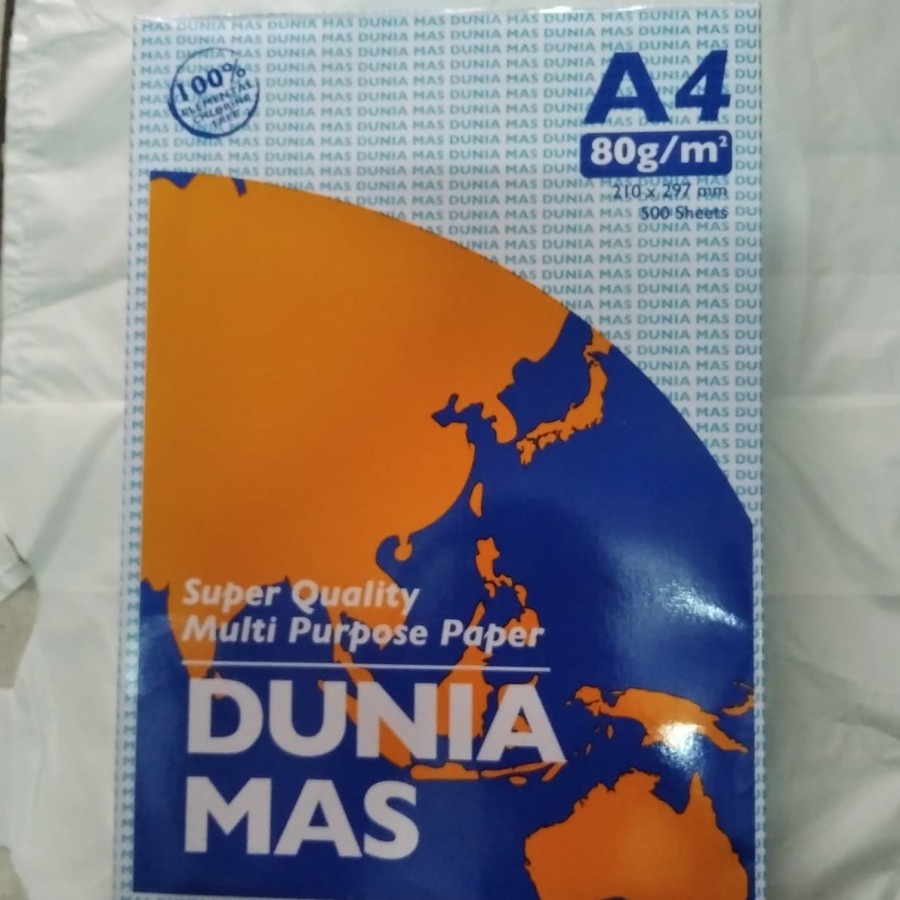 100%
ELEMENTAL
CHLORINE
FREE
A4
80g/m²
210 x 297 mm
500 Sheets
Super Quality
Multi Purpose Paper
DUNIA
MAS